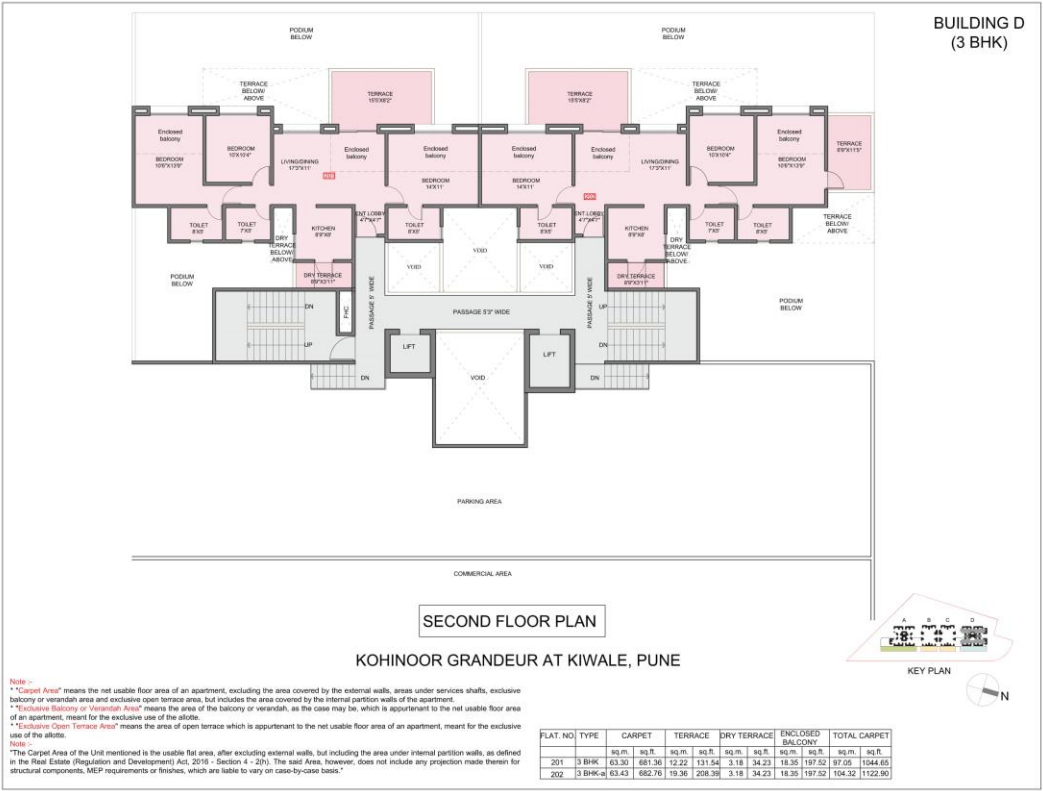 BUILDING D
(3 BHK)
PODIUM
BELOW
PODIUM
BELOW
TERRACE
BELOW/
ABOVE
TERRACE
15'5"X8'2"
TERRACE
15'5"X8'2"
TERRACE
BELOW/
ABOVE
Enclosed
balcony
BEDROOM
10'6"X13'9"
BEDROOM
10'X10'4"
LIVING/DINING
17'3"X11'
Enclosed
balcony
Enclosed
balcony
BEDROOM
14'X11'
Enclosed
balcony
BEDROOM
14'X11'
Enclosed
balcony
LIVING/DINING
17'3"X11'
BEDROOM
10'X10'4"
Enclosed
balcony
BEDROOM
10'6"X13'9"
TERRACE
6'9"X11'5"
TOILET
8'X5'
TOILET
7'X5'
DRY
TERRACE
BELOW/
ABOVE
KITCHEN
8'9"X8'
ENT.LOBBY
4'7"X4'7"
TOILET
8'X5'
VOID
VOID
VOID
TOILET
8'X5'
ENT.LOBBY
4'7"X4'7"
KITCHEN
8'9"X8'
DRY
TERRACE
BELOW/
ABOVE
TOILET
7'X5'
TOILET
8'X5'
TERRACE
BELOW/
ABOVE
PODIUM
BELOW
DRY TERRACE
8'9"X3'11"
DRY TERRACE
8'9"X3'11"
PODIUM
BELOW
DN
UP
FHC
PASSAGE 5' WIDE
PASSAGE 5'3" WIDE
PASSAGE 5' WIDE
UP
DN
LIFT
LIFT
DN
VOID
DN
PARKING AREA
COMMERCIAL AREA
SECOND FLOOR PLAN
KOHINOOR GRANDEUR AT KIWALE, PUNE
A B C D
KEY PLAN
N
Note :-
* "Carpet Area" means the net usable floor area of an apartment, excluding the area covered by the external walls, areas under services shafts, exclusive
balcony or verandah area and exclusive open terrace area, but includes the area covered by the internal partition walls of the apartment.
* "Exclusive Balcony or Verandah Area" means the area of the balcony or verandah, as the case may be, which is appurtenant to the net usable floor area
of an apartment, meant for the exclusive use of the allotte.
* "Exclusive Open Terrace Area" means the area of open terrace which is appurtenant to the net usable floor area of an apartment, meant for the exclusive
use of the allotte.
Note :-
"The Carpet Area of the Unit mentioned is the usable flat area, after excluding external walls, but including the area under internal partition walls, as defined
in the Real Estate (Regulation and Development) Act, 2016 - Section 4 - 2(h). The said Area, however, does not include any projection made therein for
structural components, MEP requirements or finishes, which are liable to vary on case-by-case basis."
FLAT. NO. TYPE CARPET TERRACE DRY TERRACE ENCLOSED BALCONY TOTAL CARPET
sq.m. sq.ft. sq.m. sq.ft. sq.m. sq.ft. sq.m. sq.ft. sq.m. sq.ft.
201 3 BHK 63.30 681.36 12.22 131.54 3.18 34.23 18.35 197.52 97.05 1044.65
202 3 BHK-a 63.43 682.76 19.36 208.39 3.18 34.23 18.35 197.52 104.32 1122.90